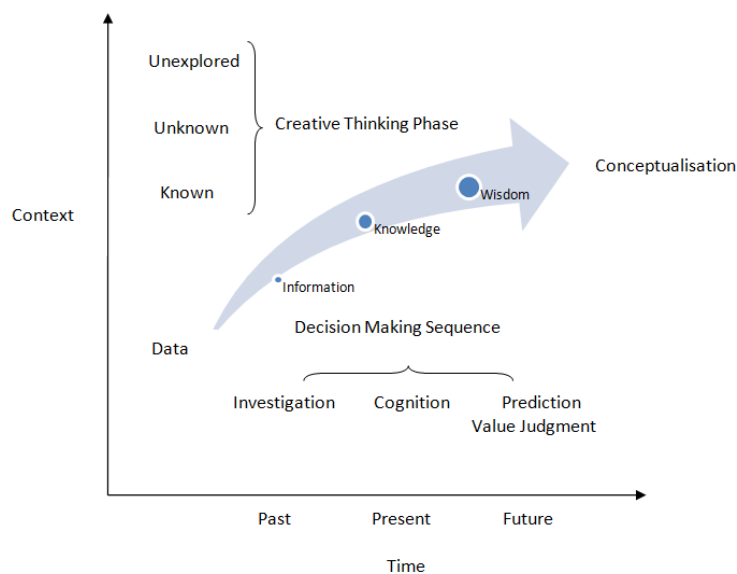 Unexplored
Unknown
Known
Creative Thinking Phase
Conceptualisation
Context
Wisdom
Knowledge
Information
Data
Decision Making Sequence
Investigation
Cognition
Prediction
Value Judgment
Past
Present
Future
Time